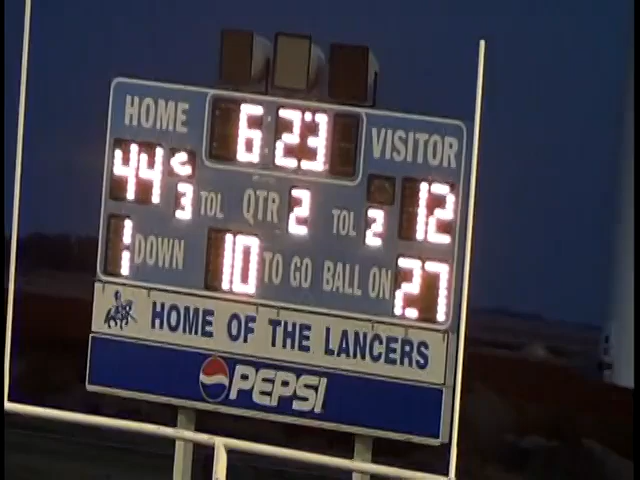 HOME 6:23 VISITOR
44 3 TOL QTR 2 TOL 2 12
1 DOWN 10 TO GO BALL ON 27
HOME OF THE LANCERS
PEPSI